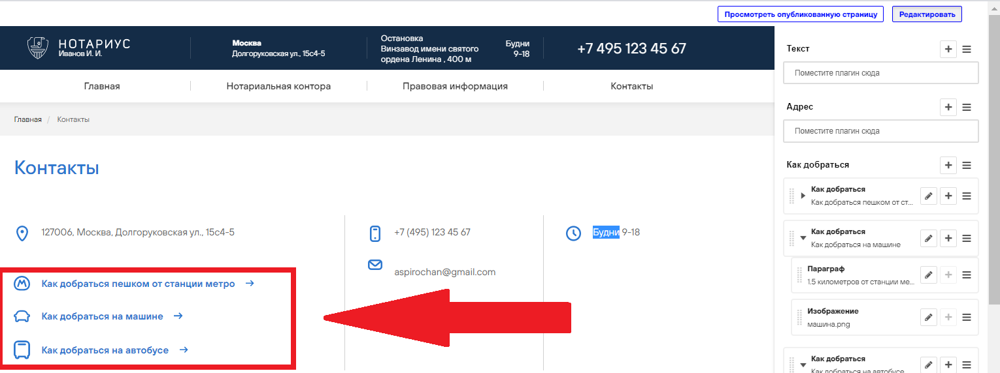 Просмотреть опубликованную страницу
Редактировать
НОТАРИУС
Иванов И. И.
Москва
Долгоруковская ул., 15с4-5
Остановка
Винзавод имени святого
ордена Ленина , 400 м
Будни
9-18
+7 495 123 45 67
Главная
Нотариальная контора
Правовая информация
Контакты
Главная / Контакты
Контакты
127006, Москва, Долгоруковская ул., 15с4-5
+7 (495) 123 45 67
Будни 9-18
aspirochan@gmail.com
Как добраться пешком от станции метро →
Как добраться на машине →
Как добраться на автобусе →
Текст
Поместите плагин сюда
Адрес
Поместите плагин сюда
Как добраться
Как добраться
Как добраться пешком от ст...
Как добраться
Как добраться на машине
Параграф
1.5 километров от станции ме...
Изображение
машина.png
Как добраться
Как добраться на автобусе